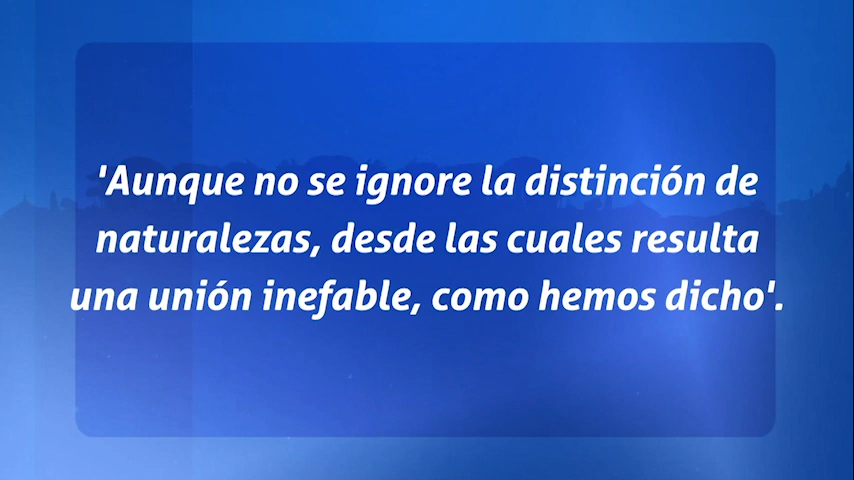 'Aunque no se ignore la distinción de
naturalezas, desde las cuales resulta
una unión inefable, como hemos dicho'.